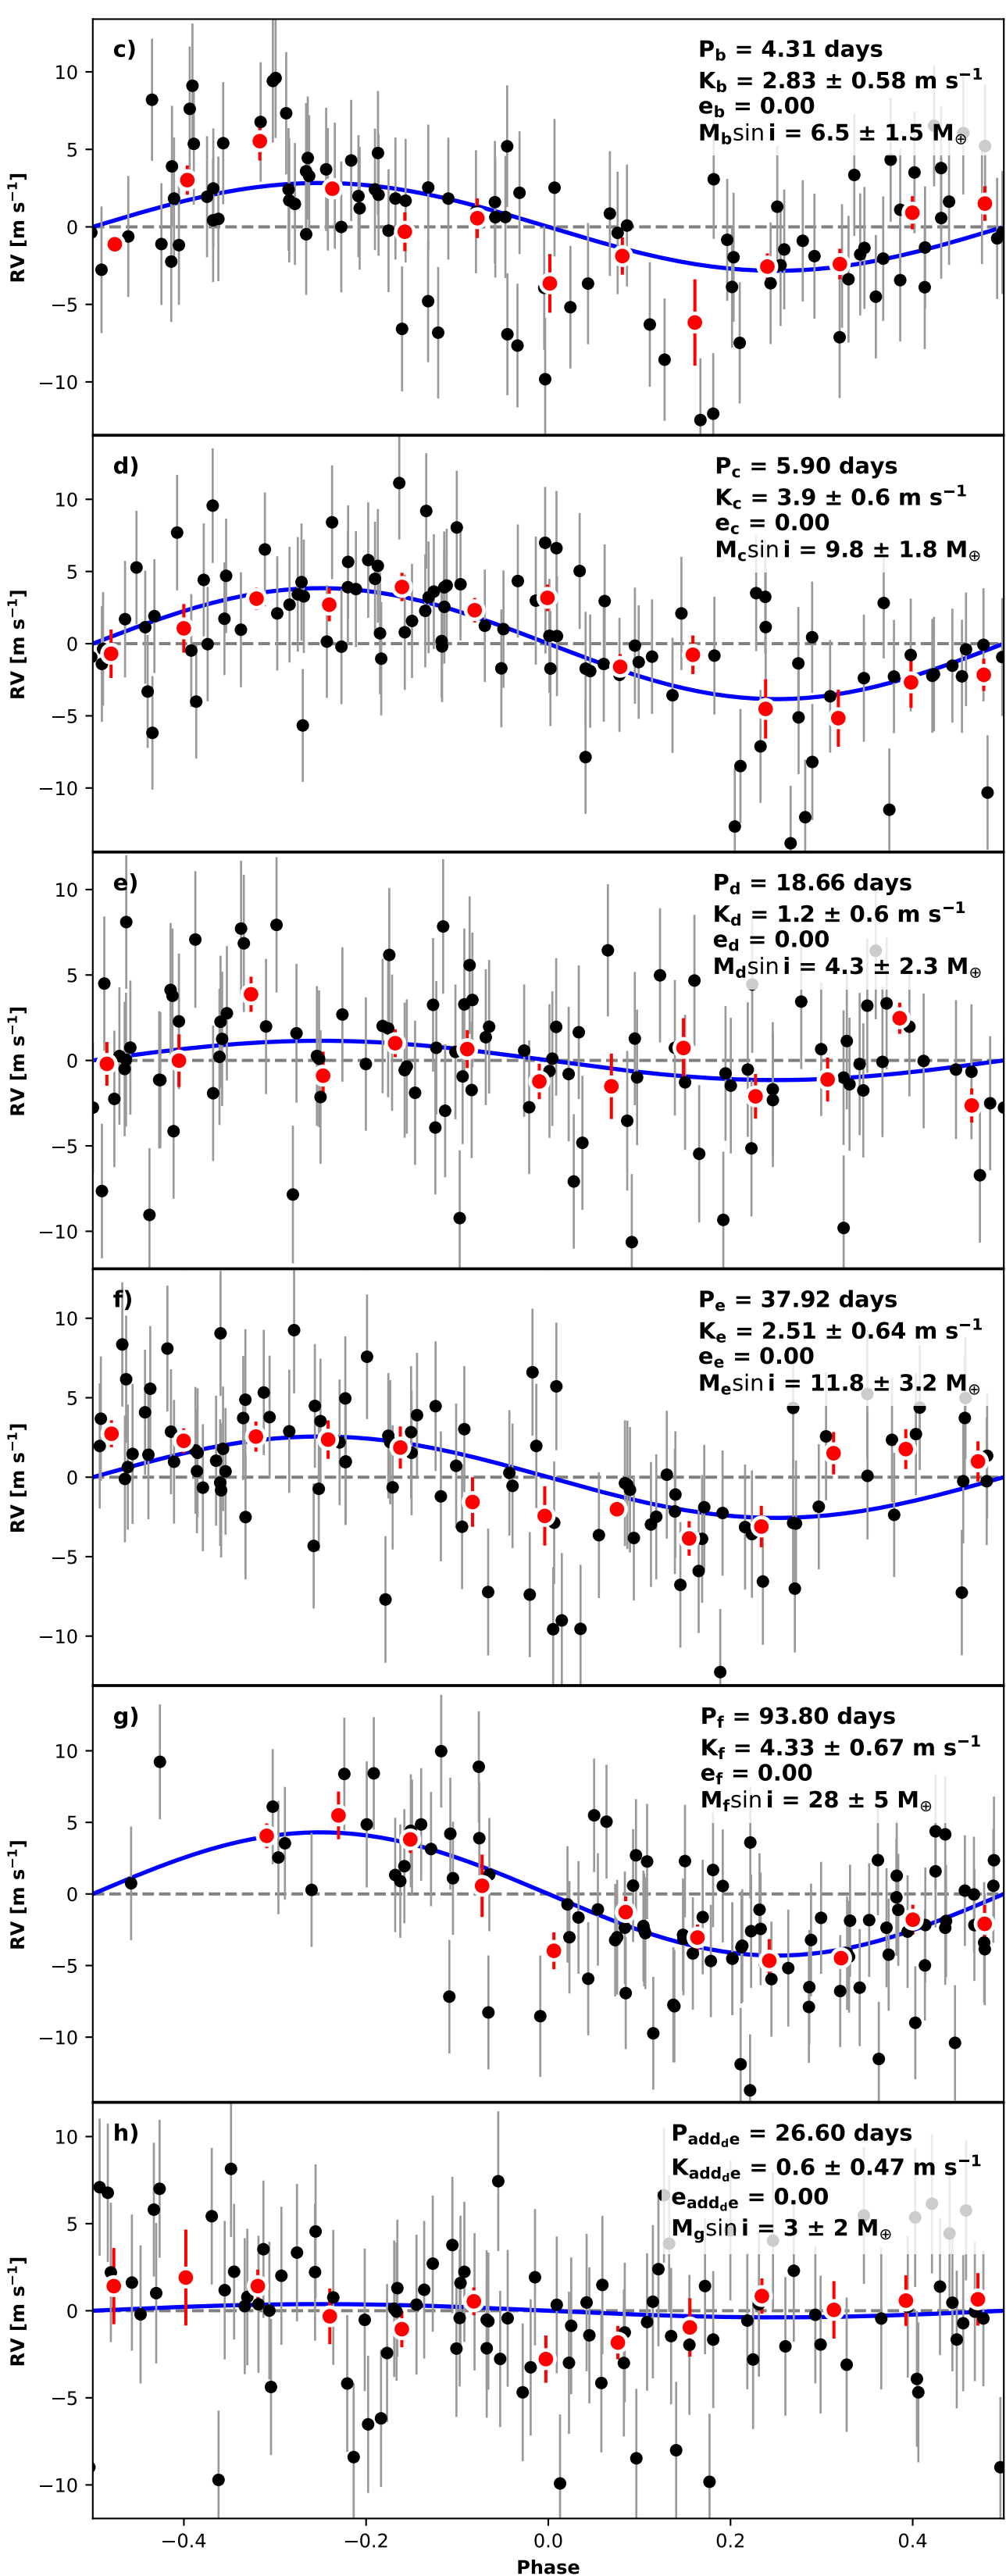 c)
P_b = 4.31 days
K_b = 2.83 ± 0.58 m s⁻¹
e_b = 0.00
M_b sin i = 6.5 ± 1.5 M_⊕
10
5
0
−5
−10
RV [m s⁻¹]
d)
P_c = 5.90 days
K_c = 3.9 ± 0.6 m s⁻¹
e_c = 0.00
M_c sin i = 9.8 ± 1.8 M_⊕
10
5
0
−5
−10
RV [m s⁻¹]
e)
P_d = 18.66 days
K_d = 1.2 ± 0.6 m s⁻¹
e_d = 0.00
M_d sin i = 4.3 ± 2.3 M_⊕
10
5
0
−5
−10
RV [m s⁻¹]
f)
P_e = 37.92 days
K_e = 2.51 ± 0.64 m s⁻¹
e_e = 0.00
M_e sin i = 11.8 ± 3.2 M_⊕
10
5
0
−5
−10
RV [m s⁻¹]
g)
P_f = 93.80 days
K_f = 4.33 ± 0.67 m s⁻¹
e_f = 0.00
M_f sin i = 28 ± 5 M_⊕
10
5
0
−5
−10
RV [m s⁻¹]
h)
P_add_de = 26.60 days
K_add_de = 0.6 ± 0.47 m s⁻¹
e_add_de = 0.00
M_g sin i = 3 ± 2 M_⊕
10
5
0
−5
−10
RV [m s⁻¹]
−0.4 −0.2 0.0 0.2 0.4
Phase